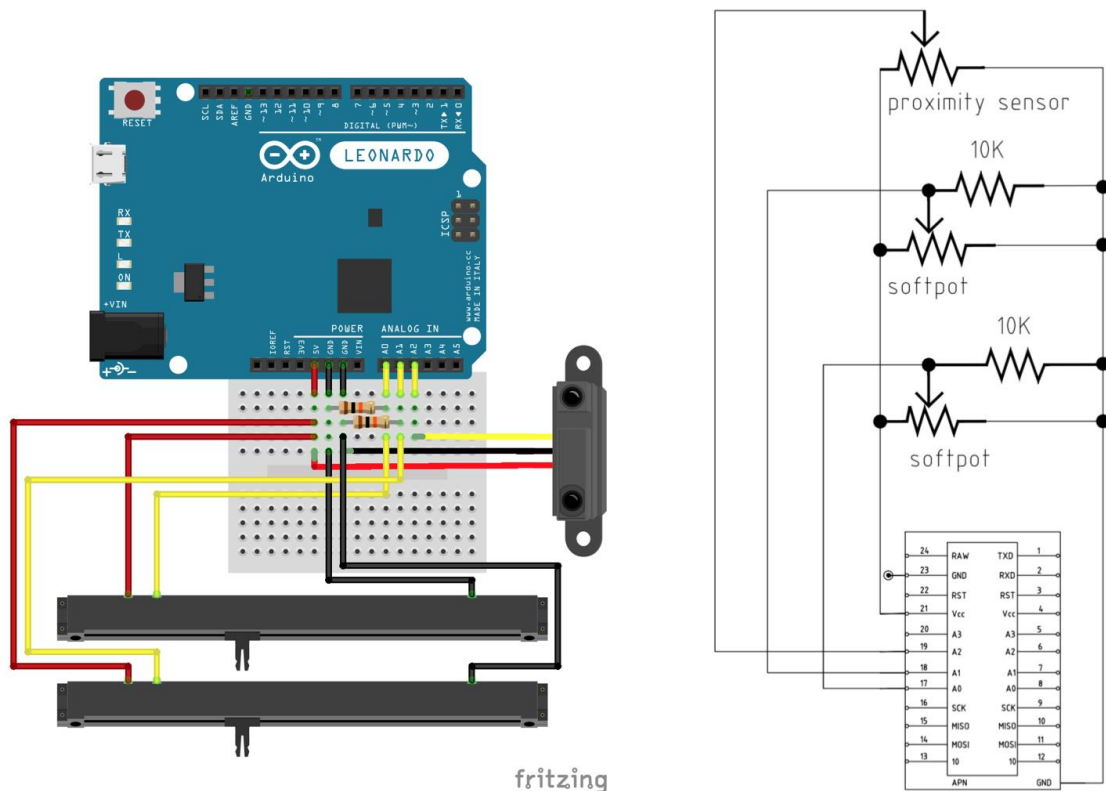 RESET
SCL
SDA
AREF
GND
~13
12
~11
~10
~9
8
7
~6
~5
4
~3
2
TX▶1
RX◀0
DIGITAL (PWM~)
Arduino
TM
LEONARDO
1
ICSP
www.arduino.cc
MADE IN ITALY
RX
TX
L
ON
+VIN
POWER
ANALOG IN
IOREF
RST
3V3
5V
GND
GND
VIN
A0
A1
A2
A3
A4
A5
fritzing
proximity sensor
10K
softpot
10K
softpot
24 RAW TXD 1
23 GND RXD 2
22 RST RST 3
21 Vcc Vcc 4
20 A3 A3 5
19 A2 A2 6
18 A1 A1 7
17 A0 A0 8
16 SCK SCK 9
15 MISO MISO 10
14 MOSI MOSI 11
13 10 10 12
APN GND